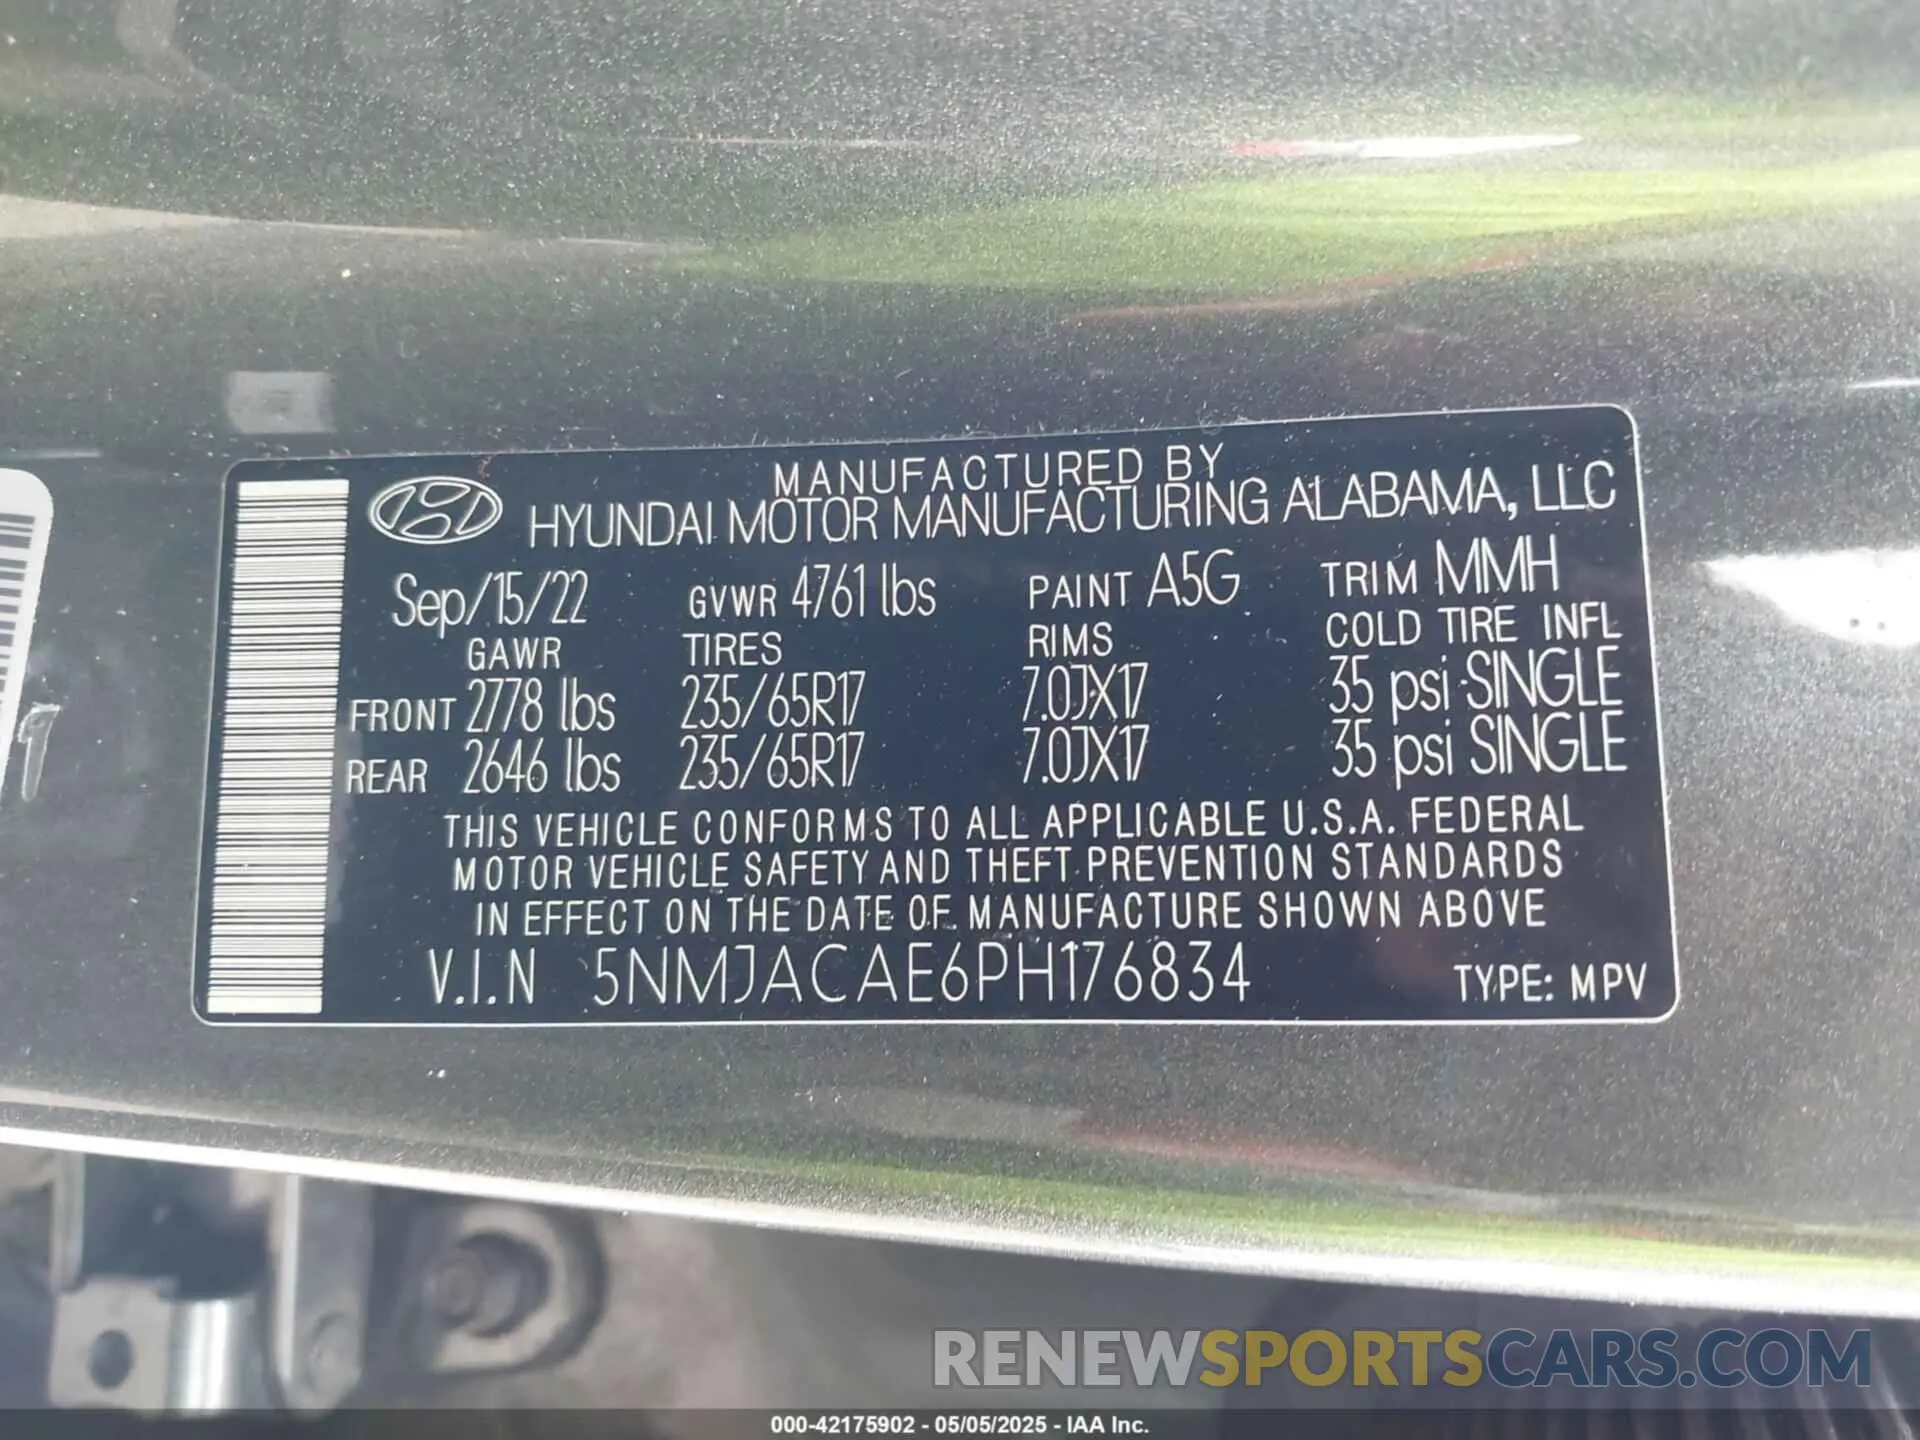 MANUFACTURED BY
HYUNDAI MOTOR MANUFACTURING ALABAMA, LLC
Sep/15/22 GVWR 4761 lbs PAINT A5G TRIM MMH
GAWR TIRES RIMS COLD TIRE INFL
FRONT 2778 lbs 235/65R17 7.0JX17 35 psi SINGLE
REAR 2646 lbs 235/65R17 7.0JX17 35 psi SINGLE
THIS VEHICLE CONFORMS TO ALL APPLICABLE U.S.A. FEDERAL
MOTOR VEHICLE SAFETY AND THEFT PREVENTION STANDARDS
IN EFFECT ON THE DATE OF MANUFACTURE SHOWN ABOVE
V.I.N 5NMJACAE6PH176834 TYPE: MPV
RENEWSPORTSCARS.COM
000-42175902 - 05/05/2025 - IAA Inc.